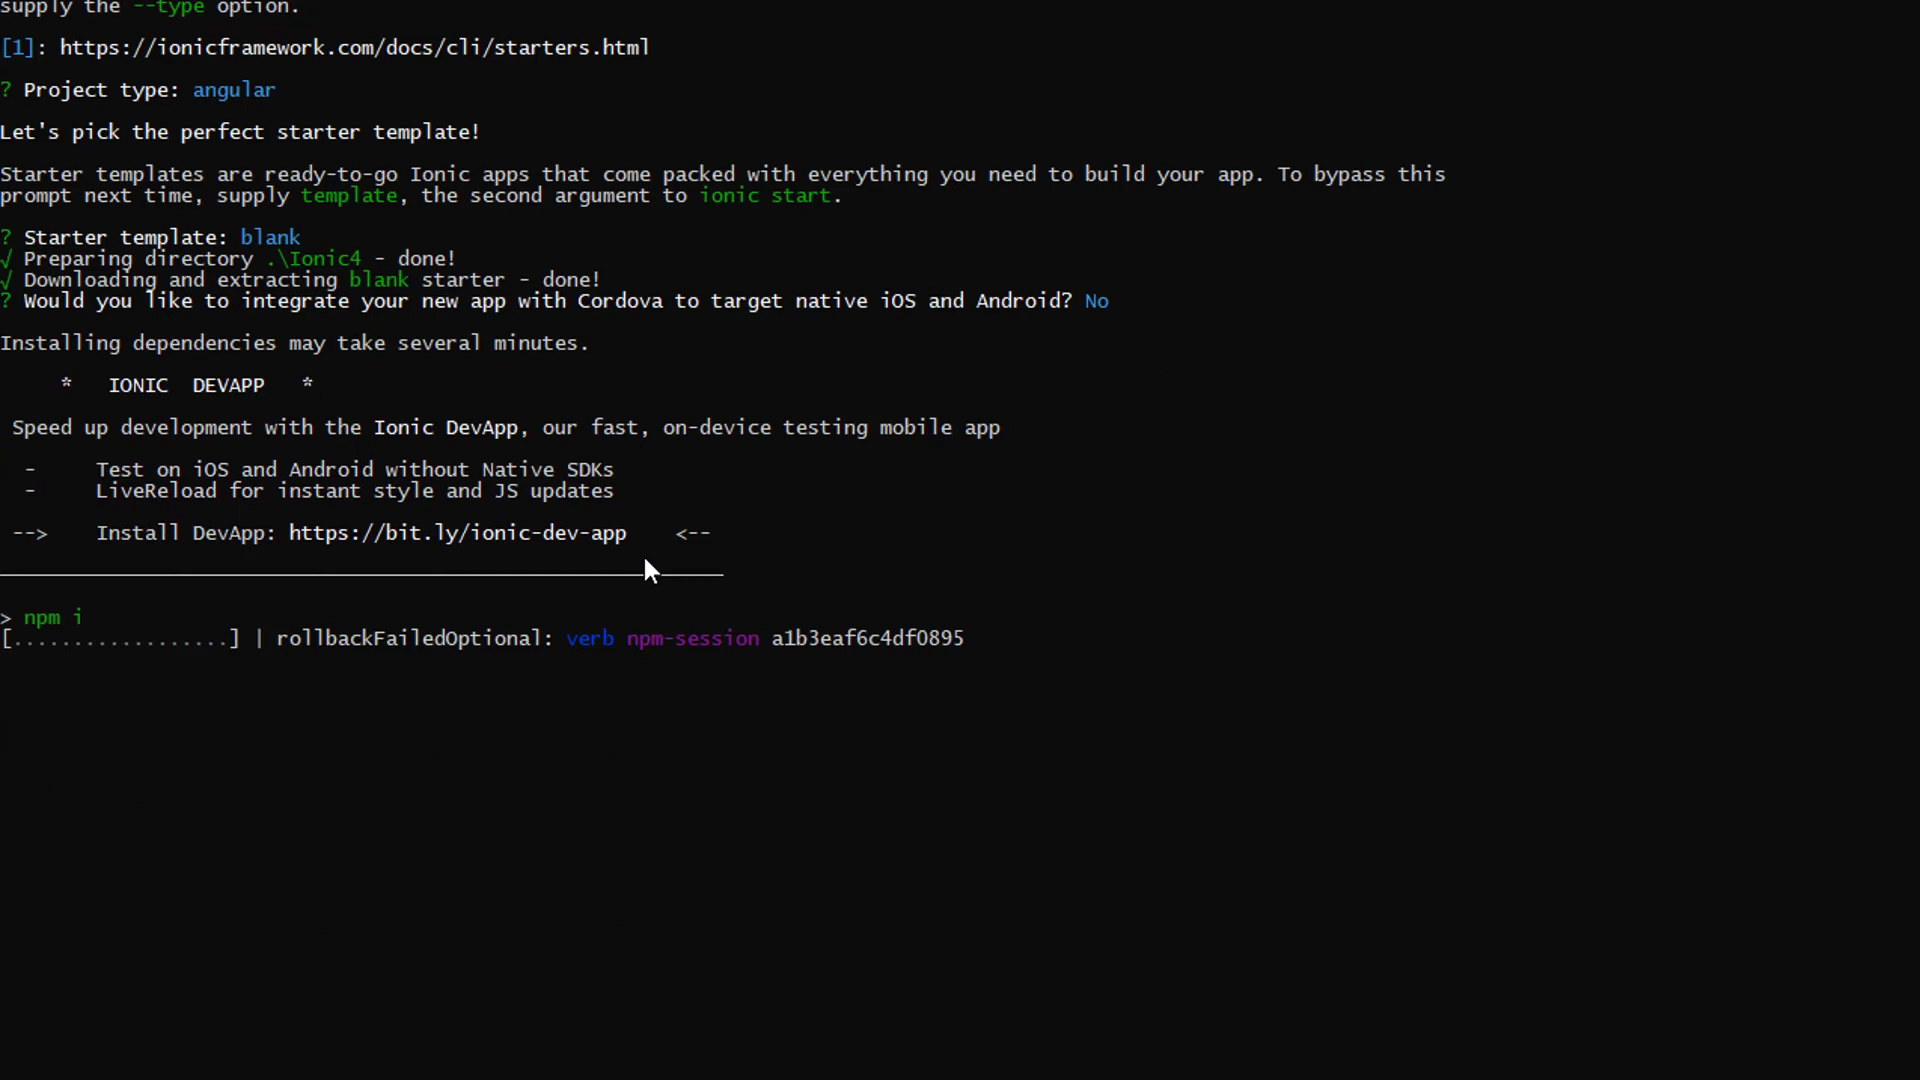 supply the --type option.
[1]: https://ionicframework.com/docs/cli/starters.html
? Project type: angular
Let's pick the perfect starter template!
Starter templates are ready-to-go Ionic apps that come packed with everything you need to build your app. To bypass this
prompt next time, supply template, the second argument to ionic start.
? Starter template: blank
√ Preparing directory .\Ionic4 - done!
√ Downloading and extracting blank starter - done!
? Would you like to integrate your new app with Cordova to target native iOS and Android? No
Installing dependencies may take several minutes.
* IONIC DEVAPP *
Speed up development with the Ionic DevApp, our fast, on-device testing mobile app
- Test on iOS and Android without Native SDKs
- LiveReload for instant style and JS updates
--> Install DevApp: https://bit.ly/ionic-dev-app <--
> npm i
[..................] | rollbackFailedOptional: verb npm-session a1b3eaf6c4df0895